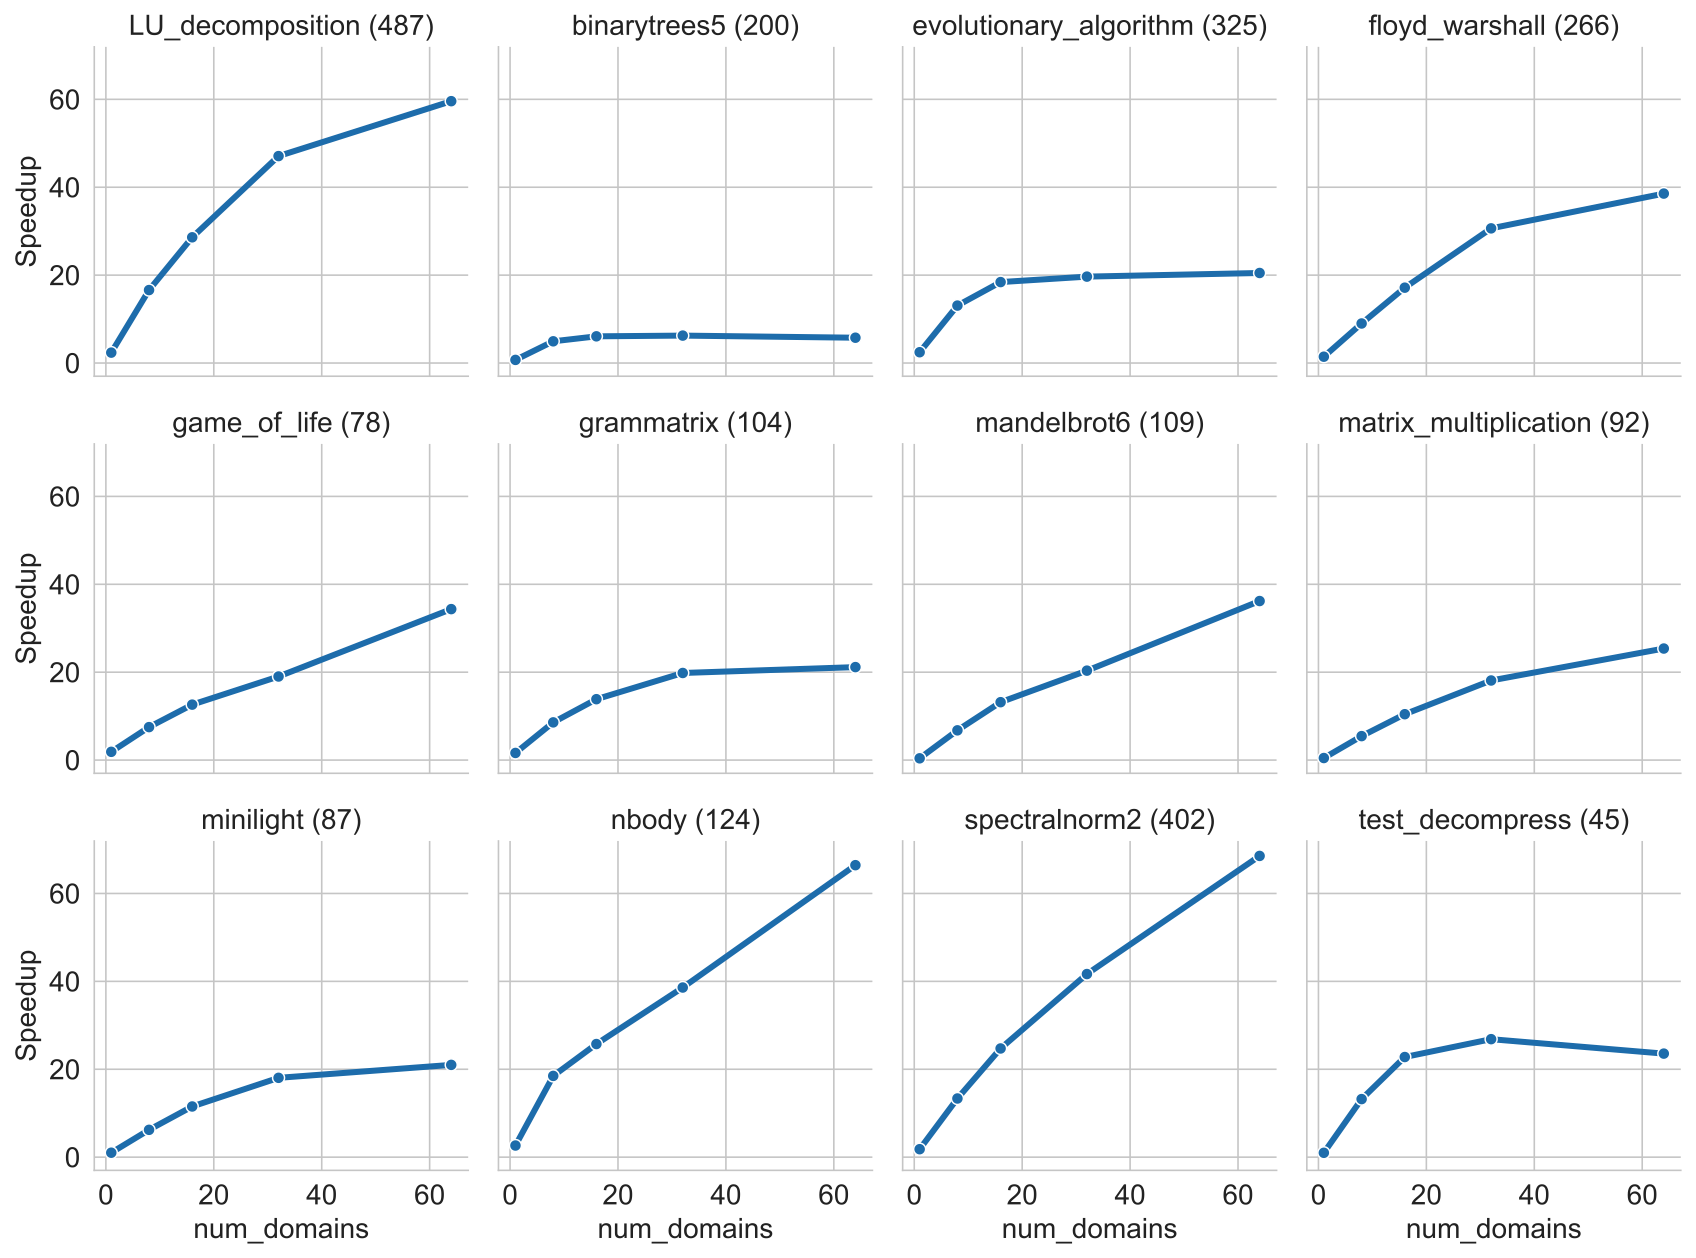 LU_decomposition (487)
binarytrees5 (200)
evolutionary_algorithm (325)
floyd_warshall (266)
60
40
20
0
Speedup
game_of_life (78)
grammatrix (104)
mandelbrot6 (109)
matrix_multiplication (92)
60
40
20
0
Speedup
minilight (87)
nbody (124)
spectralnorm2 (402)
test_decompress (45)
60
40
20
0
Speedup
0 20 40 60
0 20 40 60
0 20 40 60
0 20 40 60
num_domains
num_domains
num_domains
num_domains